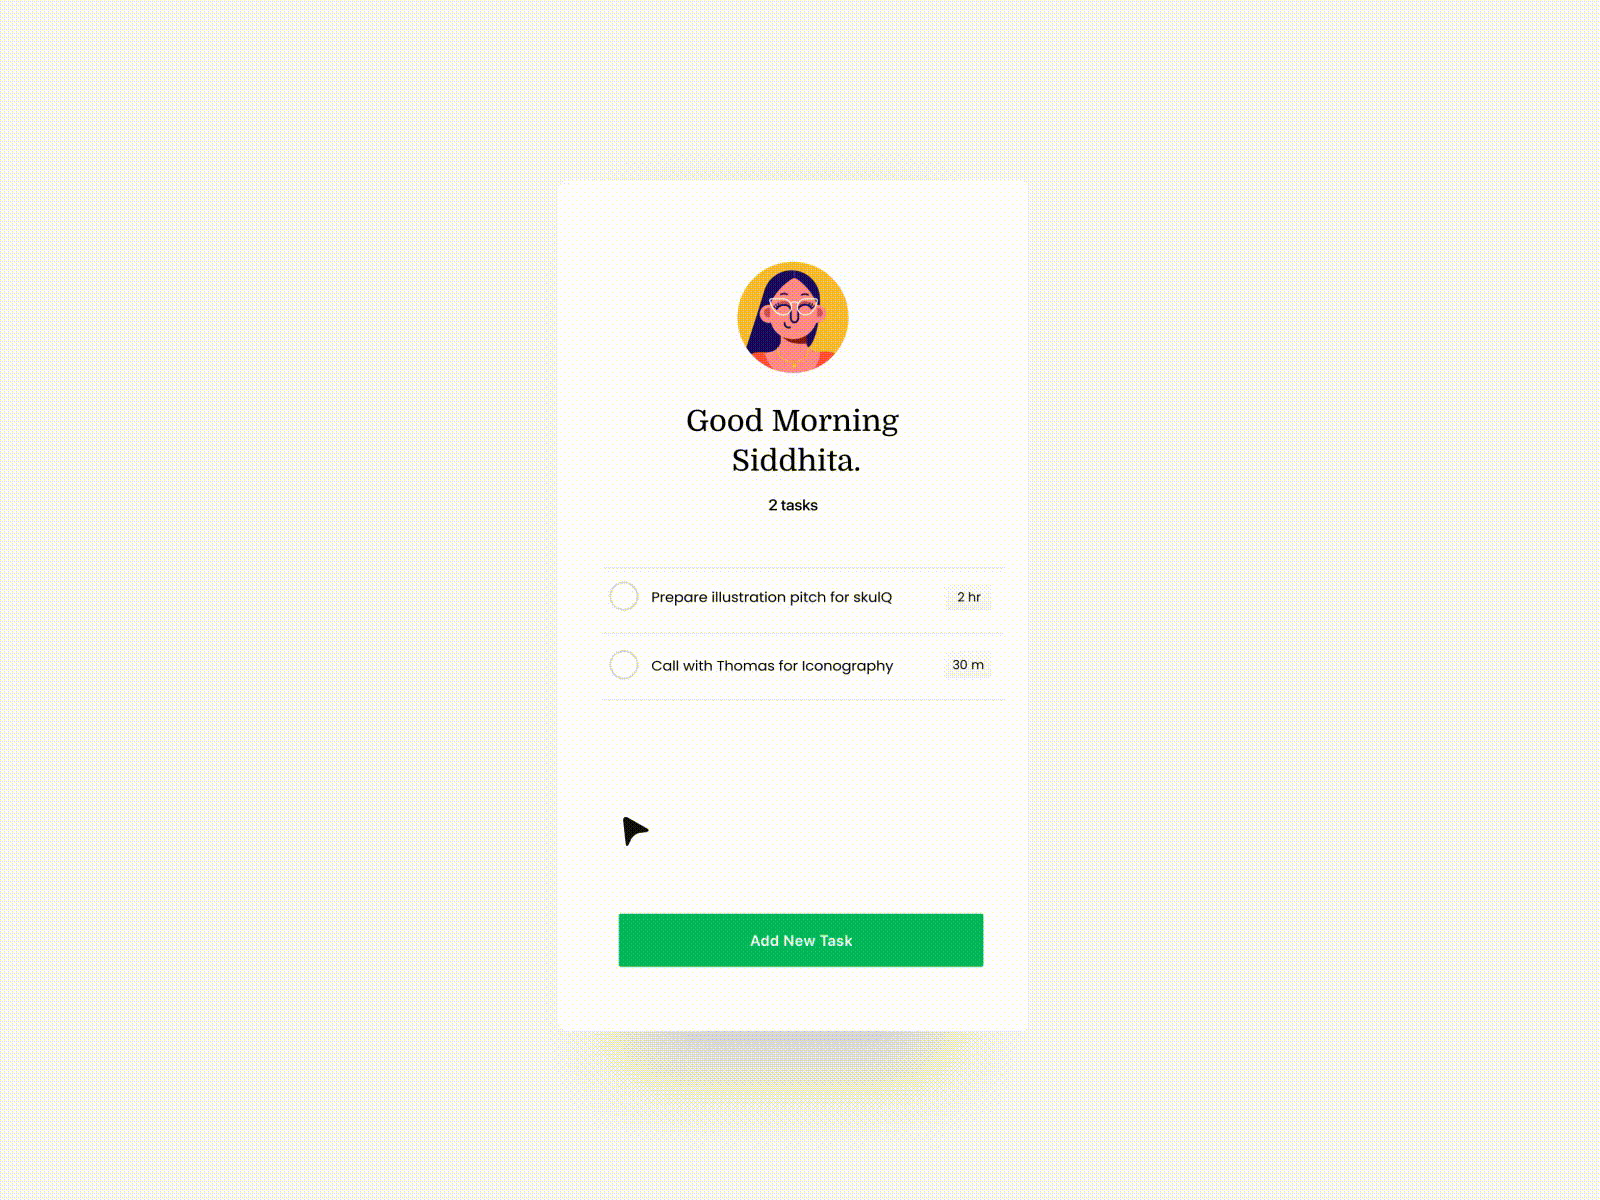 Good Morning
Siddhita.
2 tasks
Prepare illustration pitch for skulQ 2 hr
Call with Thomas for Iconography 30 m
Add New Task